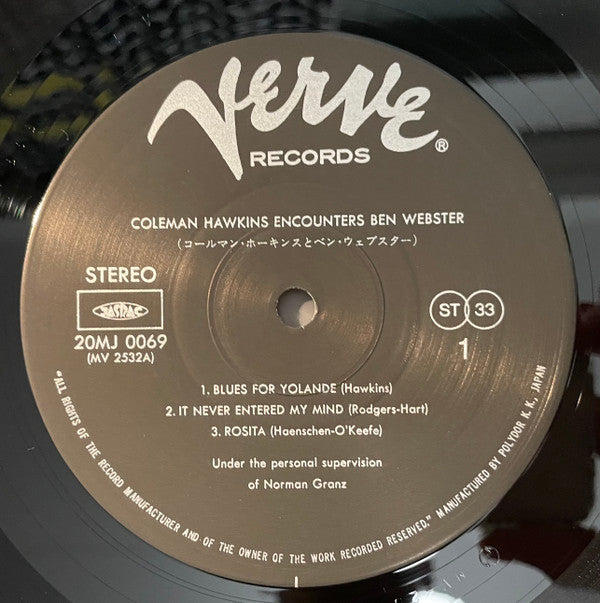 Verve
RECORDS ®
COLEMAN HAWKINS ENCOUNTERS BEN WEBSTER
(コールマン・ホーキンスとベン・ウェブスター)
STEREO
JASRAC
20MJ 0069
(MV 2532A)
ST 33
1
1. BLUES FOR YOLANDE (Hawkins)
2. IT NEVER ENTERED MY MIND (Rodgers-Hart)
3. ROSITA (Haenschen-O'Keefe)
Under the personal supervision
of Norman Granz
"ALL RIGHTS OF THE RECORD MANUFACTURER AND OF THE OWNER OF THE WORK RECORDED RESERVED." MANUFACTURED BY POLYDOR K. K., JAPAN